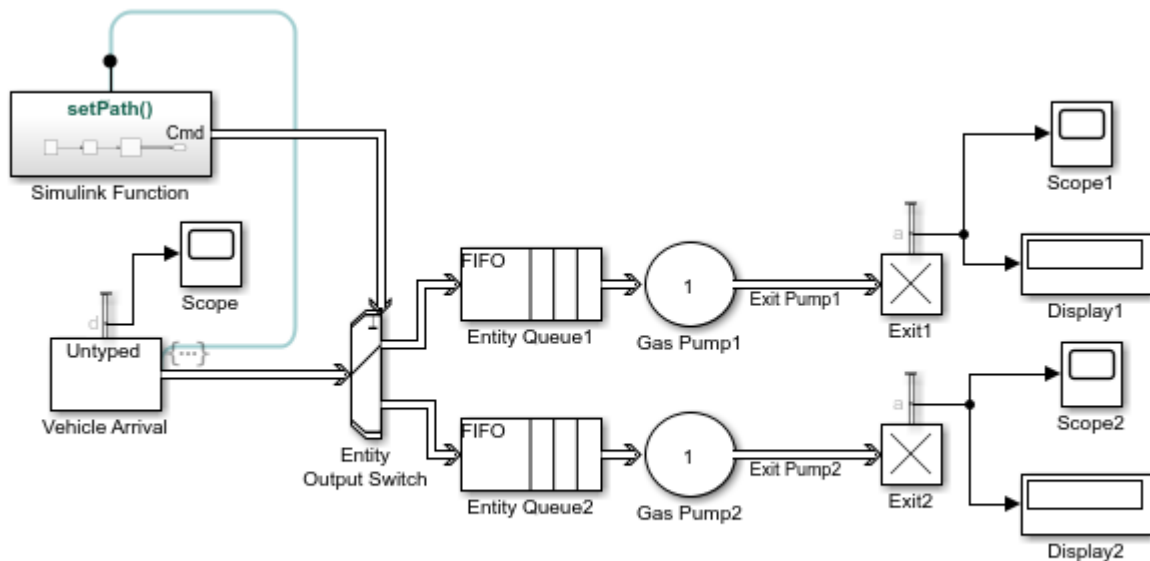 setPath()
Cmd
Simulink Function
Scope
d
Untyped
{...}
Vehicle Arrival
1
Entity
Output Switch
FIFO
Entity Queue1
1
Gas Pump1
Exit Pump1
a
Exit1
Scope1
Display1
FIFO
Entity Queue2
1
Gas Pump2
Exit Pump2
a
Exit2
Scope2
Display2